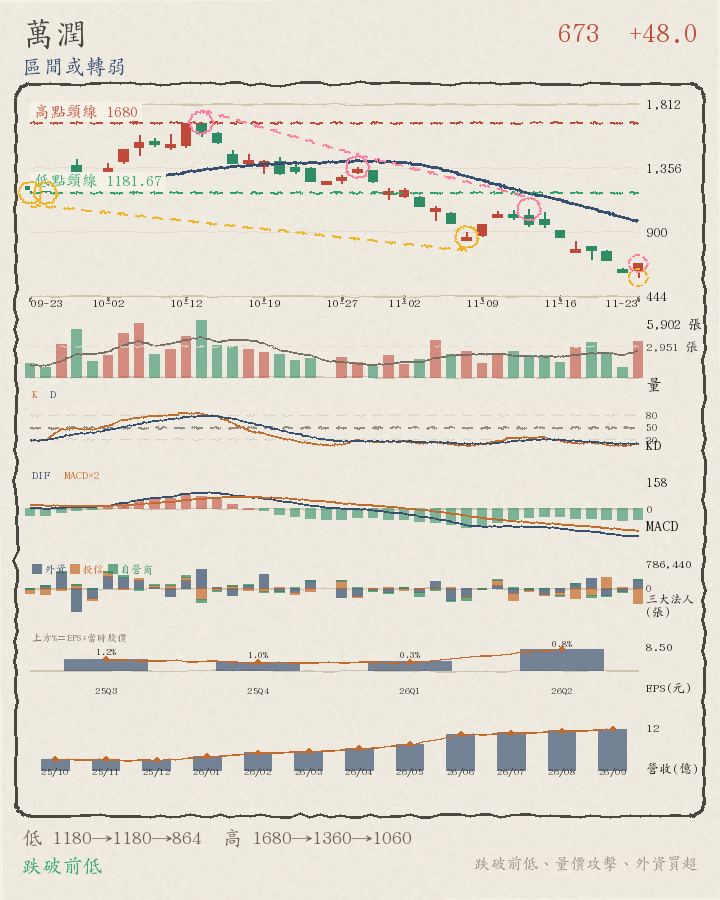 萬潤
673 +48.0
區間或轉弱
高點頸線 1680
1,812
1,356
低點頸線 1181.67
900
444
09-23 10-02 10-12 10-19 10-27 11-02 11-09 11-16 11-23
5,902 張
2,951 張
量
K D
80
50
20
KD
DIF MACD×2
158
0
MACD
外資 投信 自營商
786,440
0
三大法人
(張)
上方%=EPS÷當時股價
8.50
1.2% 1.0% 0.3% 0.8%
25Q3 25Q4 26Q1 26Q2
EPS(元)
12
25/10 25/11 25/12 26/01 26/02 26/03 26/04 26/05 26/06 26/07 26/08 26/09
營收(億)
低 1180→1180→864 高 1680→1360→1060
跌破前低
跌破前低、量價攻擊、外資買超